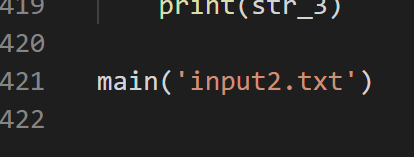 419 print(str_3)
420
421 main('input2.txt')
422